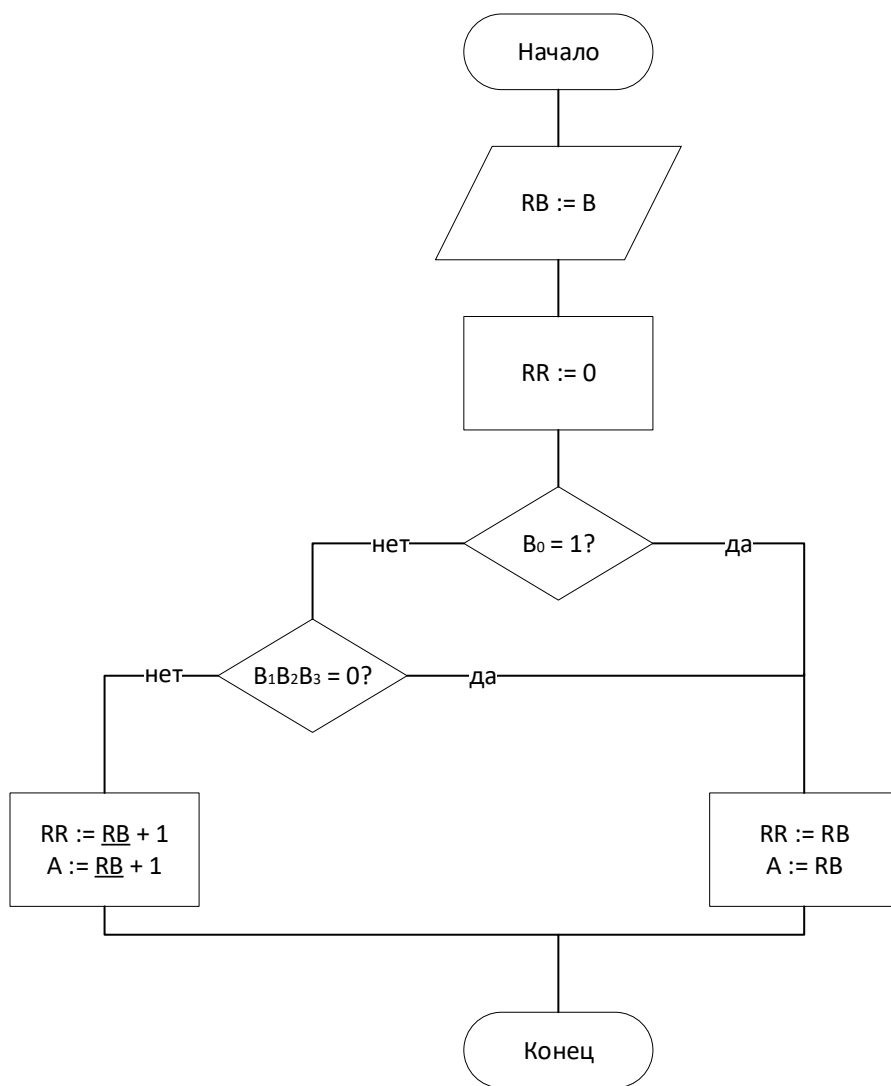 Начало
RB := B
RR := 0
B₀ = 1?
нет
да
B₁B₂B₃ = 0?
нет
да
RR := RB + 1
A := RB + 1
RR := RB
A := RB
Конец